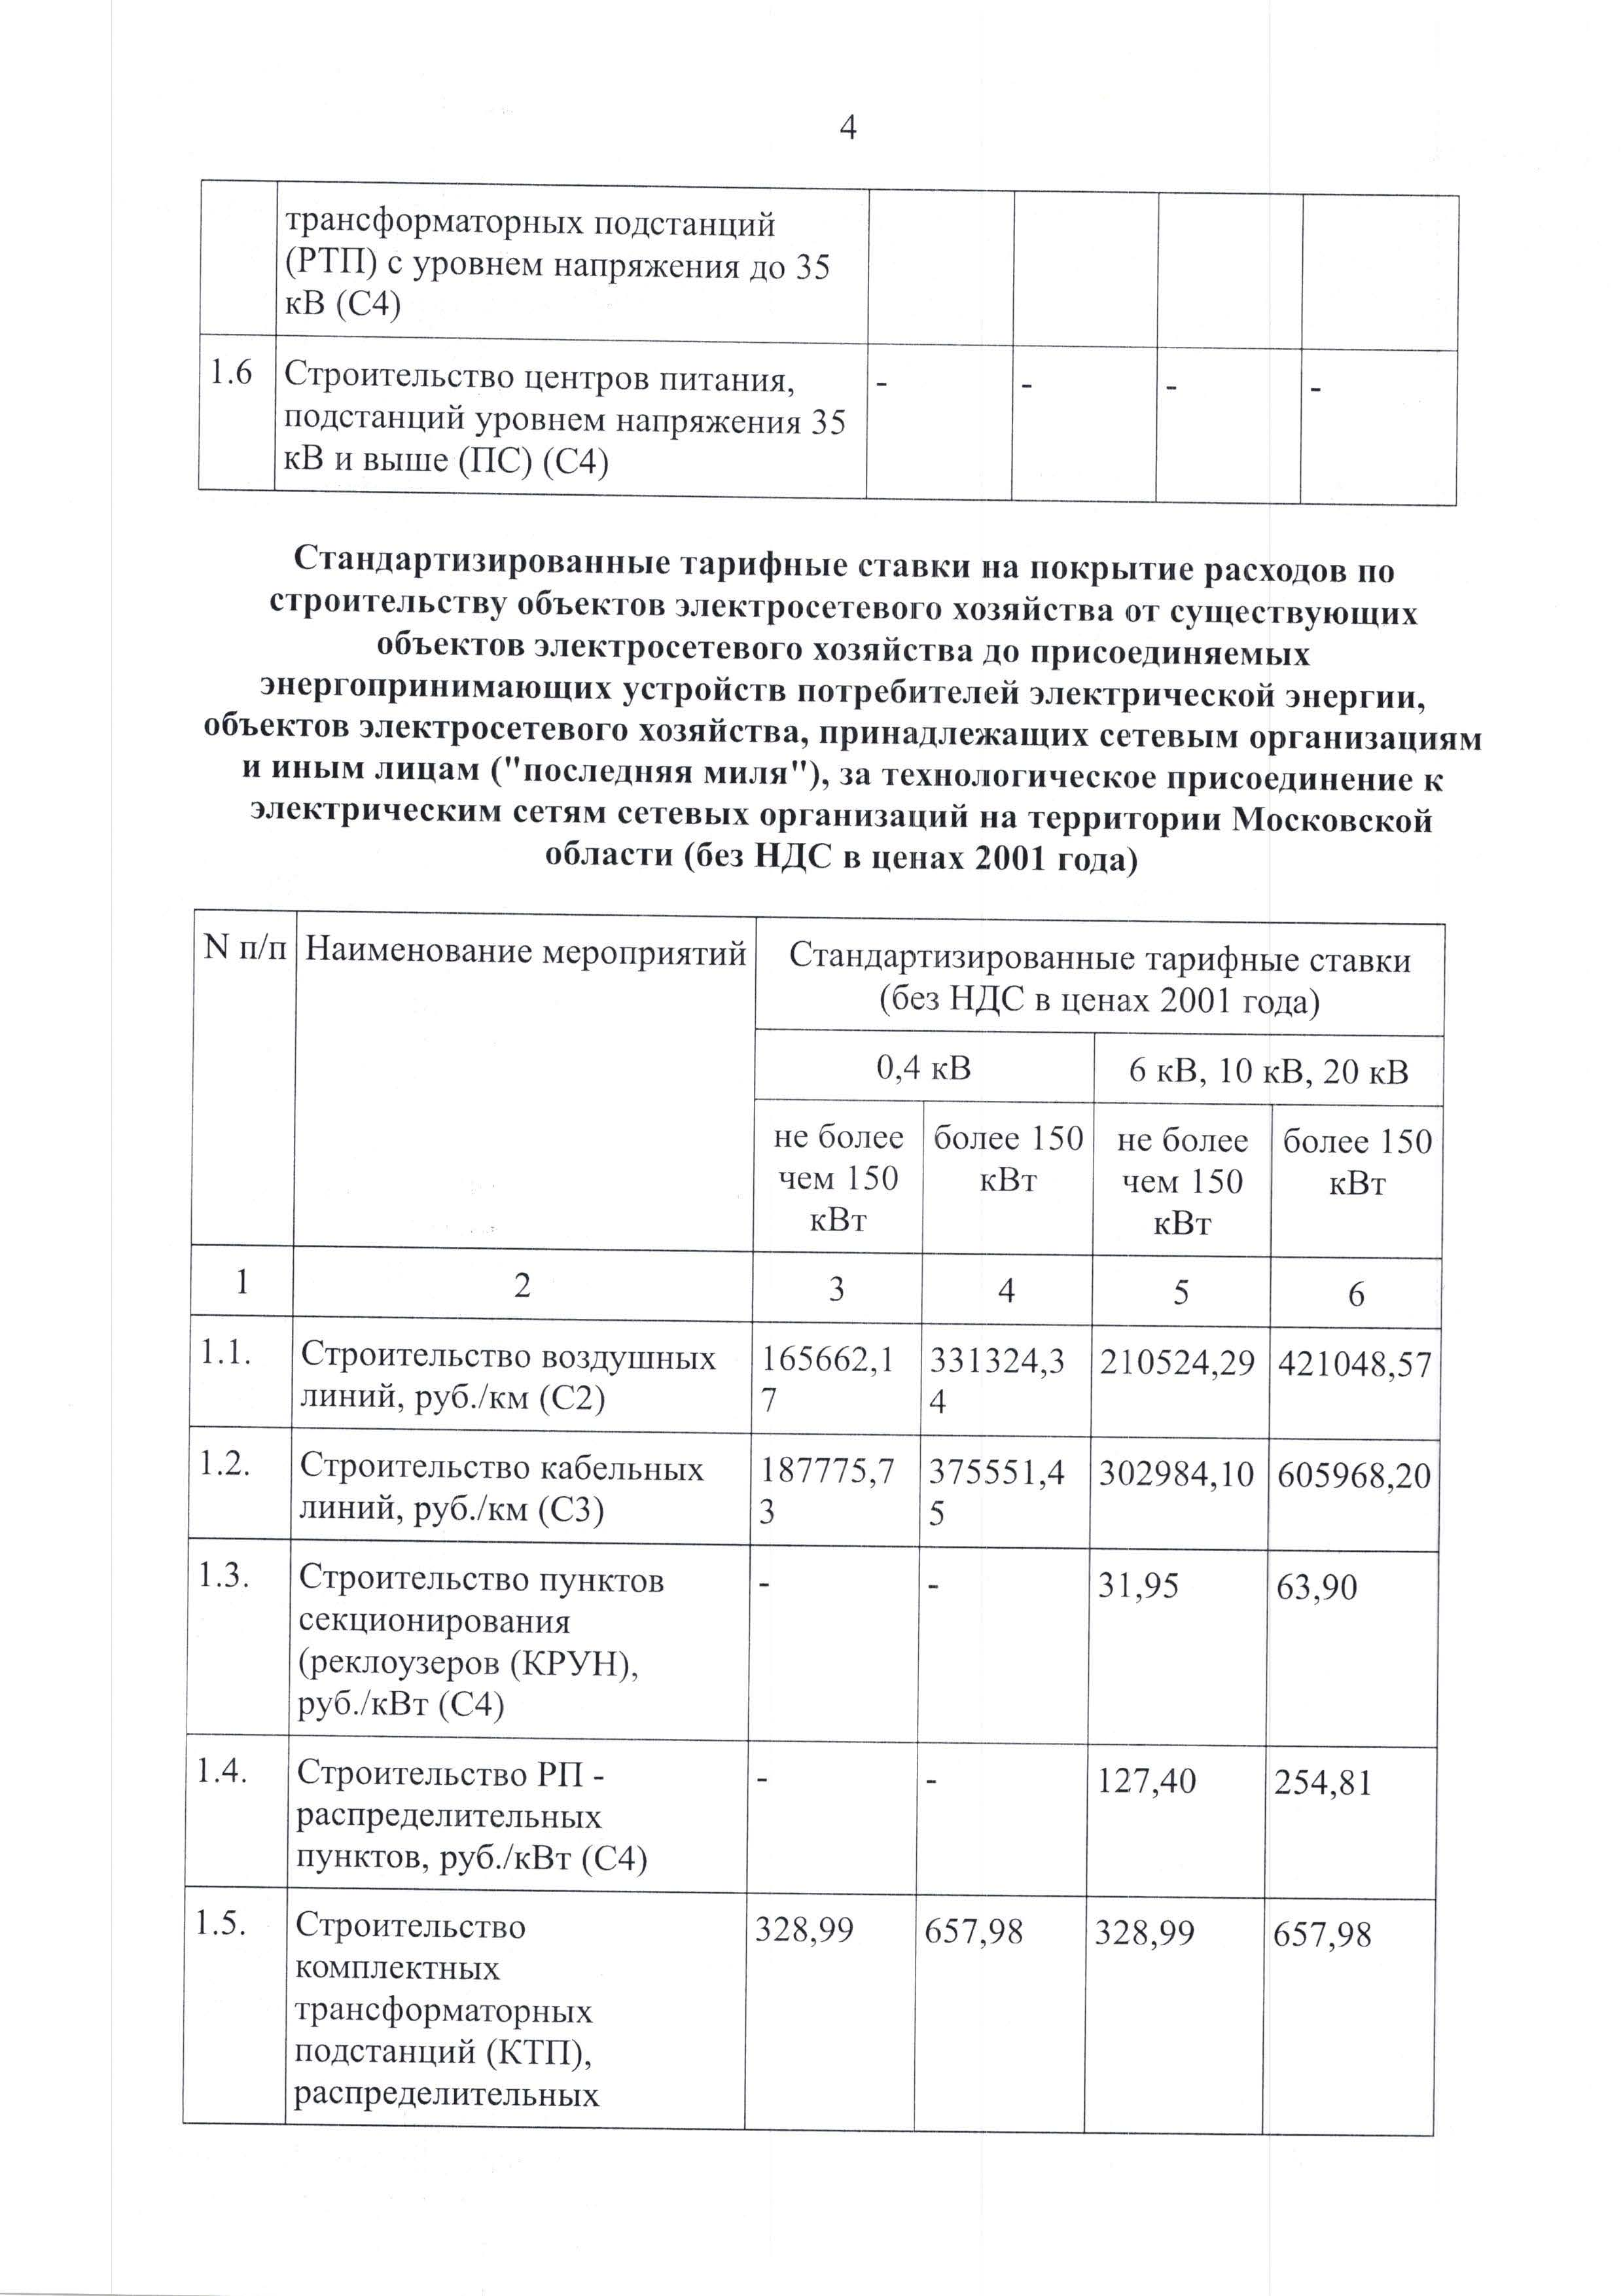 4
трансформаторных подстанций
(РТП) с уровнем напряжения до 35
кВ (С4)
1.6
Строительство центров питания,
подстанций уровнем напряжения 35
кВ и выше (ПС) (С4)
-
-
-
-
Стандартизированные тарифные ставки на покрытие расходов по
строительству объектов электросетевого хозяйства от существующих
объектов электросетевого хозяйства до присоединяемых
энергопринимающих устройств потребителей электрической энергии,
объектов электросетевого хозяйства, принадлежащих сетевым организациям
и иным лицам ("последняя миля"), за технологическое присоединение к
электрическим сетям сетевых организаций на территории Московской
области (без НДС в ценах 2001 года)
N п/п
Наименование мероприятий
Стандартизированные тарифные ставки
(без НДС в ценах 2001 года)
0,4 кВ
6 кВ, 10 кВ, 20 кВ
не более
чем 150
кВт
более 150
кВт
не более
чем 150
кВт
более 150
кВт
1
2
3
4
5
6
1.1.
Строительство воздушных
линий, руб./км (С2)
165662,1
7
331324,3
4
210524,29
421048,57
1.2.
Строительство кабельных
линий, руб./км (С3)
187775,7
3
375551,4
5
302984,10
605968,20
1.3.
Строительство пунктов
секционирования
(реклоузеров (КРУН),
руб./кВт (С4)
-
-
31,95
63,90
1.4.
Строительство РП -
распределительных
пунктов, руб./кВт (С4)
-
-
127,40
254,81
1.5.
Строительство
комплектных
трансформаторных
подстанций (КТП),
распределительных
328,99
657,98
328,99
657,98